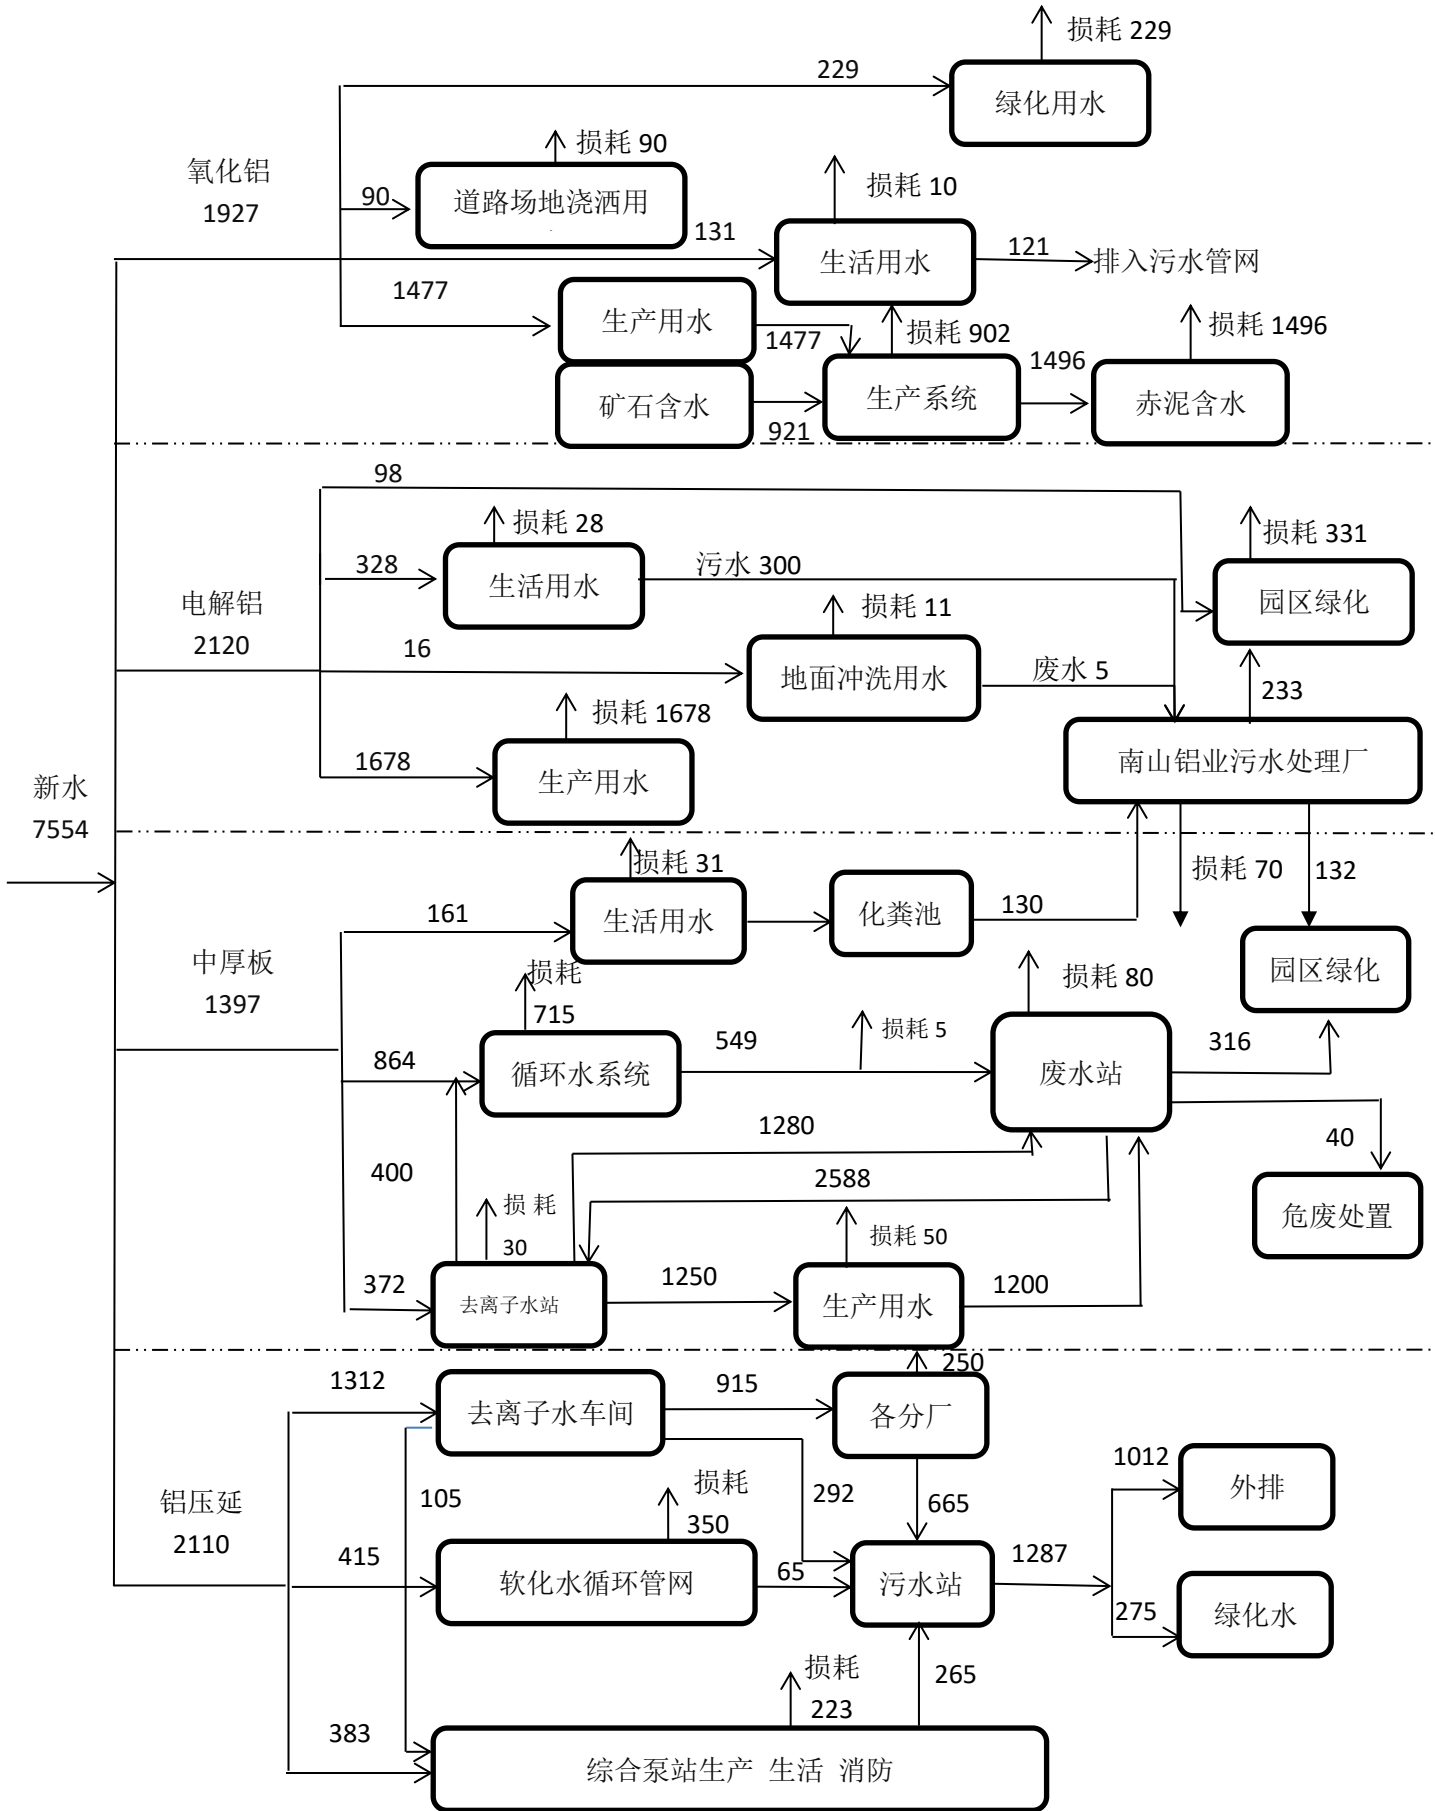 损耗 229
229
绿化用水
损耗 90
氧化铝
1927
90
道路场地浇洒用
损耗 10
131
生活用水
121
排入污水管网
1477
生产用水
1477
损耗 902
损耗 1496
1496
矿石含水
921
生产系统
赤泥含水
98
损耗 28
损耗 331
328
生活用水
污水 300
园区绿化
电解铝
2120
损耗 11
16
地面冲洗用水
废水 5
233
损耗 1678
1678
生产用水
南山铝业污水处理厂
新水
7554
损耗 31
损耗 70
132
161
生活用水
化粪池
130
中厚板
1397
损耗
715
损耗 80
园区绿化
864
循环水系统
549
损耗 5
废水站
316
1280
40
400
2588
损 耗
30
损耗 50
危废处置
372
去离子水站
1250
生产用水
1200
250
1312
去离子水车间
915
各分厂
1012
外排
铝压延
2110
105
损耗
350
292
665
415
软化水循环管网
65
污水站
1287
275
绿化水
损耗
223
265
383
综合泵站生产 生活 消防